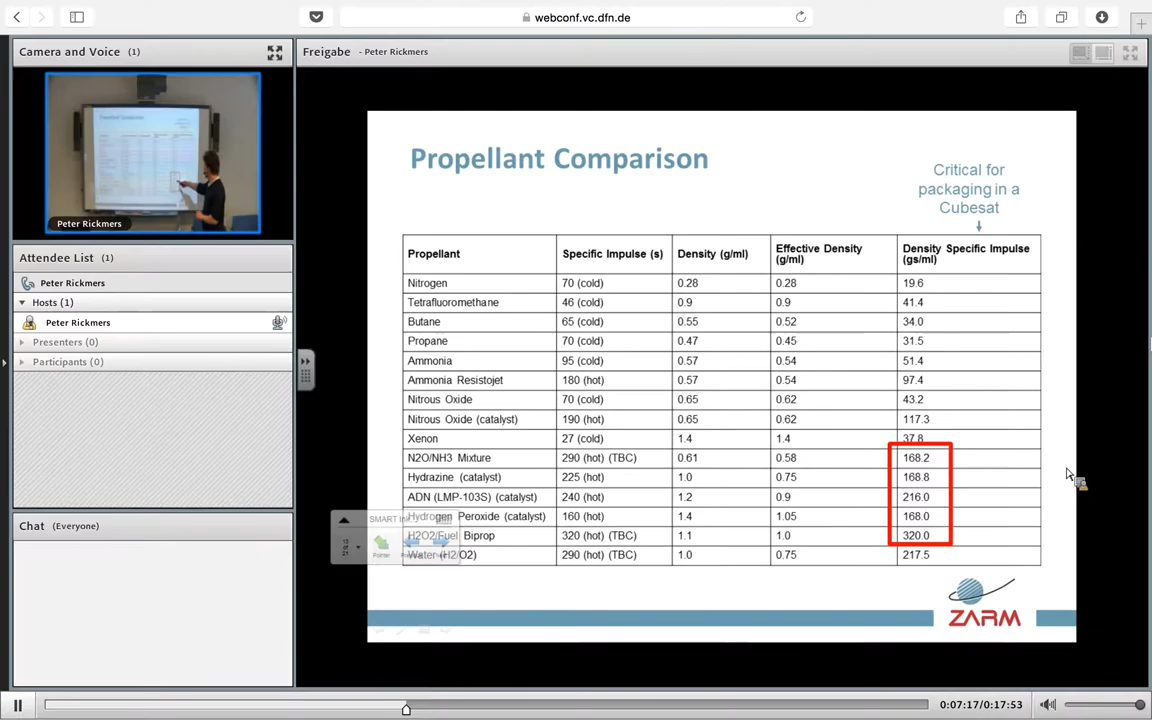 webconf.vc.dfn.de
Camera and Voice (1)
Peter Rickmers
Attendee List (1)
Peter Rickmers
Hosts (1)
Peter Rickmers
Presenters (0)
Participants (0)
Chat (Everyone)
Freigabe - Peter Rickmers
Propellant Comparison
Critical for
packaging in a
Cubesat
Propellant Specific Impulse (s) Density (g/ml) Effective Density (g/ml) Density Specific Impulse (gs/ml)
Nitrogen 70 (cold) 0.28 0.28 19.6
Tetrafluoromethane 46 (cold) 0.9 0.9 41.4
Butane 65 (cold) 0.55 0.52 34.0
Propane 70 (cold) 0.47 0.45 31.5
Ammonia 95 (cold) 0.57 0.54 51.4
Ammonia Resistojet 180 (hot) 0.57 0.54 97.4
Nitrous Oxide 70 (cold) 0.65 0.62 43.2
Nitrous Oxide (catalyst) 190 (hot) 0.65 0.62 117.3
Xenon 27 (cold) 1.4 1.4 37.8
N2O/NH3 Mixture 290 (hot) (TBC) 0.61 0.58 168.2
Hydrazine (catalyst) 225 (hot) 1.0 0.75 168.8
ADN (LMP-103S) (catalyst) 240 (hot) 1.2 0.9 216.0
Hydrogen Peroxide (catalyst) 160 (hot) 1.4 1.05 168.0
H2O2/Fuel Biprop 320 (hot) (TBC) 1.1 1.0 320.0
Water (H2/O2) 290 (hot) (TBC) 1.0 0.75 217.5
SMART
ZARM
0:07:17/0:17:53